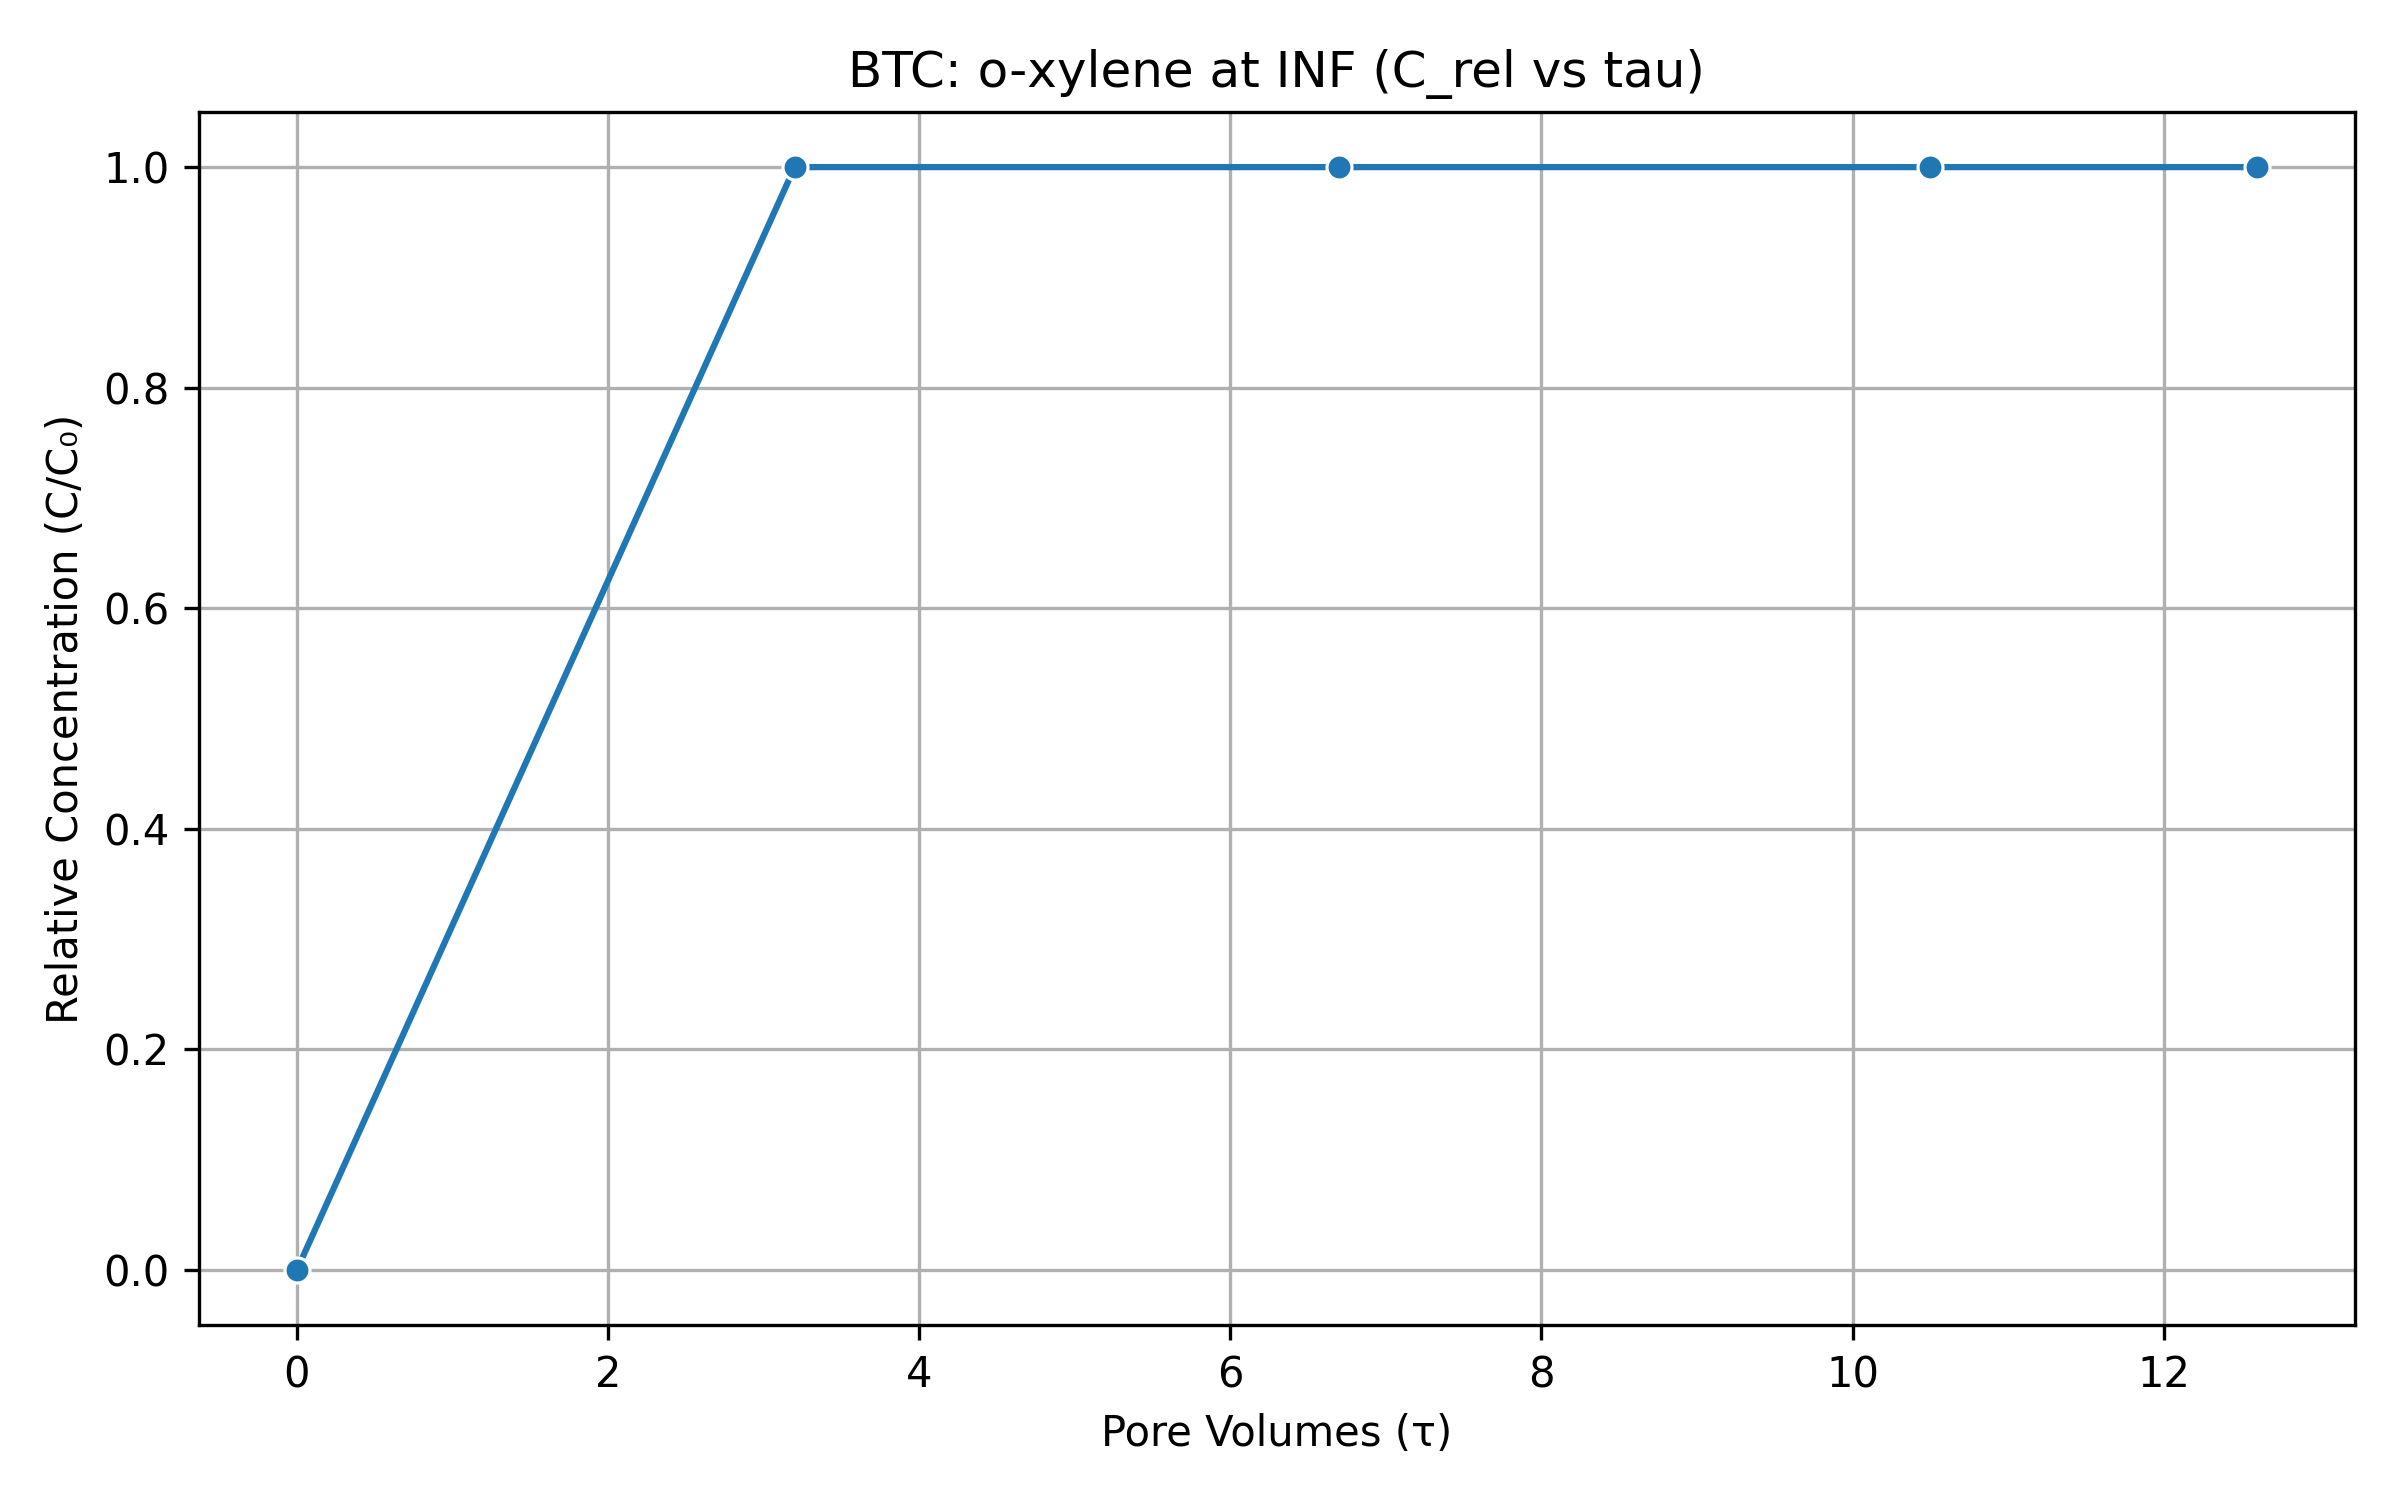 BTC: o-xylene at INF (C_rel vs tau)
Relative Concentration (C/C₀)
1.0
0.8
0.6
0.4
0.2
0.0
0 2 4 6 8 10 12
Pore Volumes (τ)